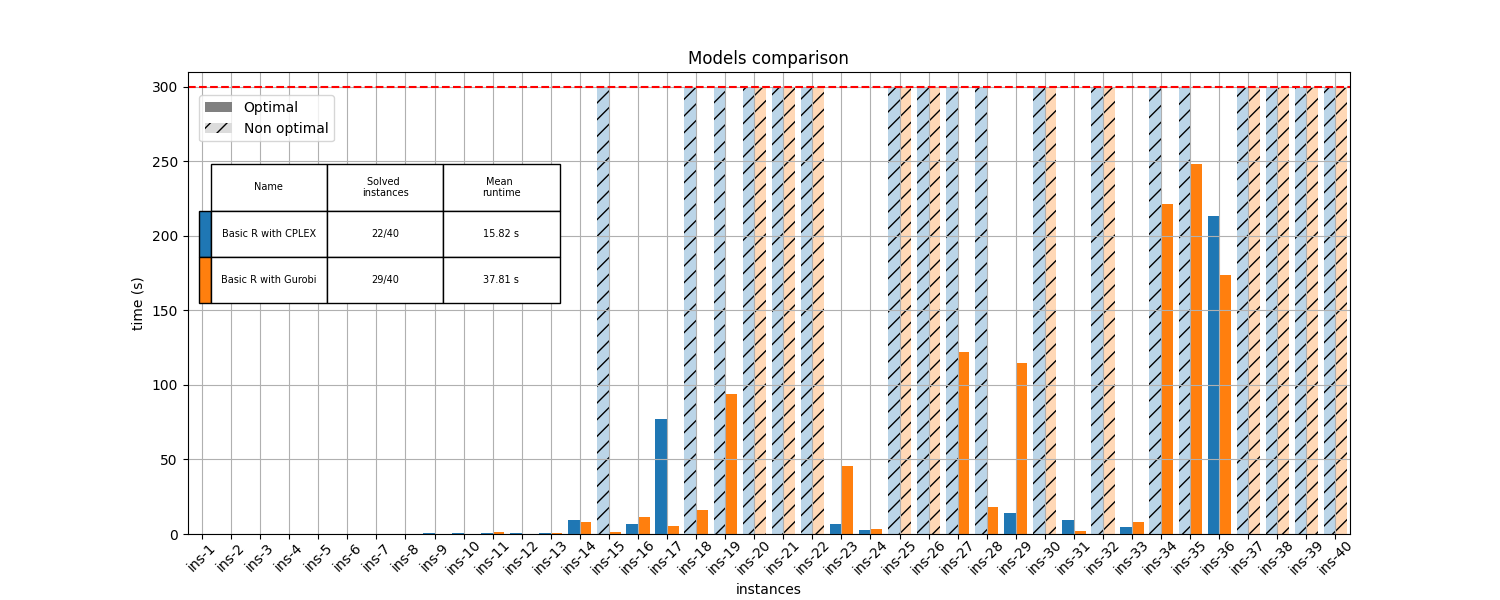 Models comparison
300
250
200
150
100
50
0
time (s)
Optimal
Non optimal
Name
Solved
instances
Mean
runtime
Basic R with CPLEX
22/40
15.82 s
Basic R with Gurobi
29/40
37.81 s
ins-1
ins-2
ins-3
ins-4
ins-5
ins-6
ins-7
ins-8
ins-9
ins-10
ins-11
ins-12
ins-13
ins-14
ins-15
ins-16
ins-17
ins-18
ins-19
ins-20
ins-21
ins-22
ins-23
ins-24
ins-25
ins-26
ins-27
ins-28
ins-29
ins-30
ins-31
ins-32
ins-33
ins-34
ins-35
ins-36
ins-37
ins-38
ins-39
ins-40
instances